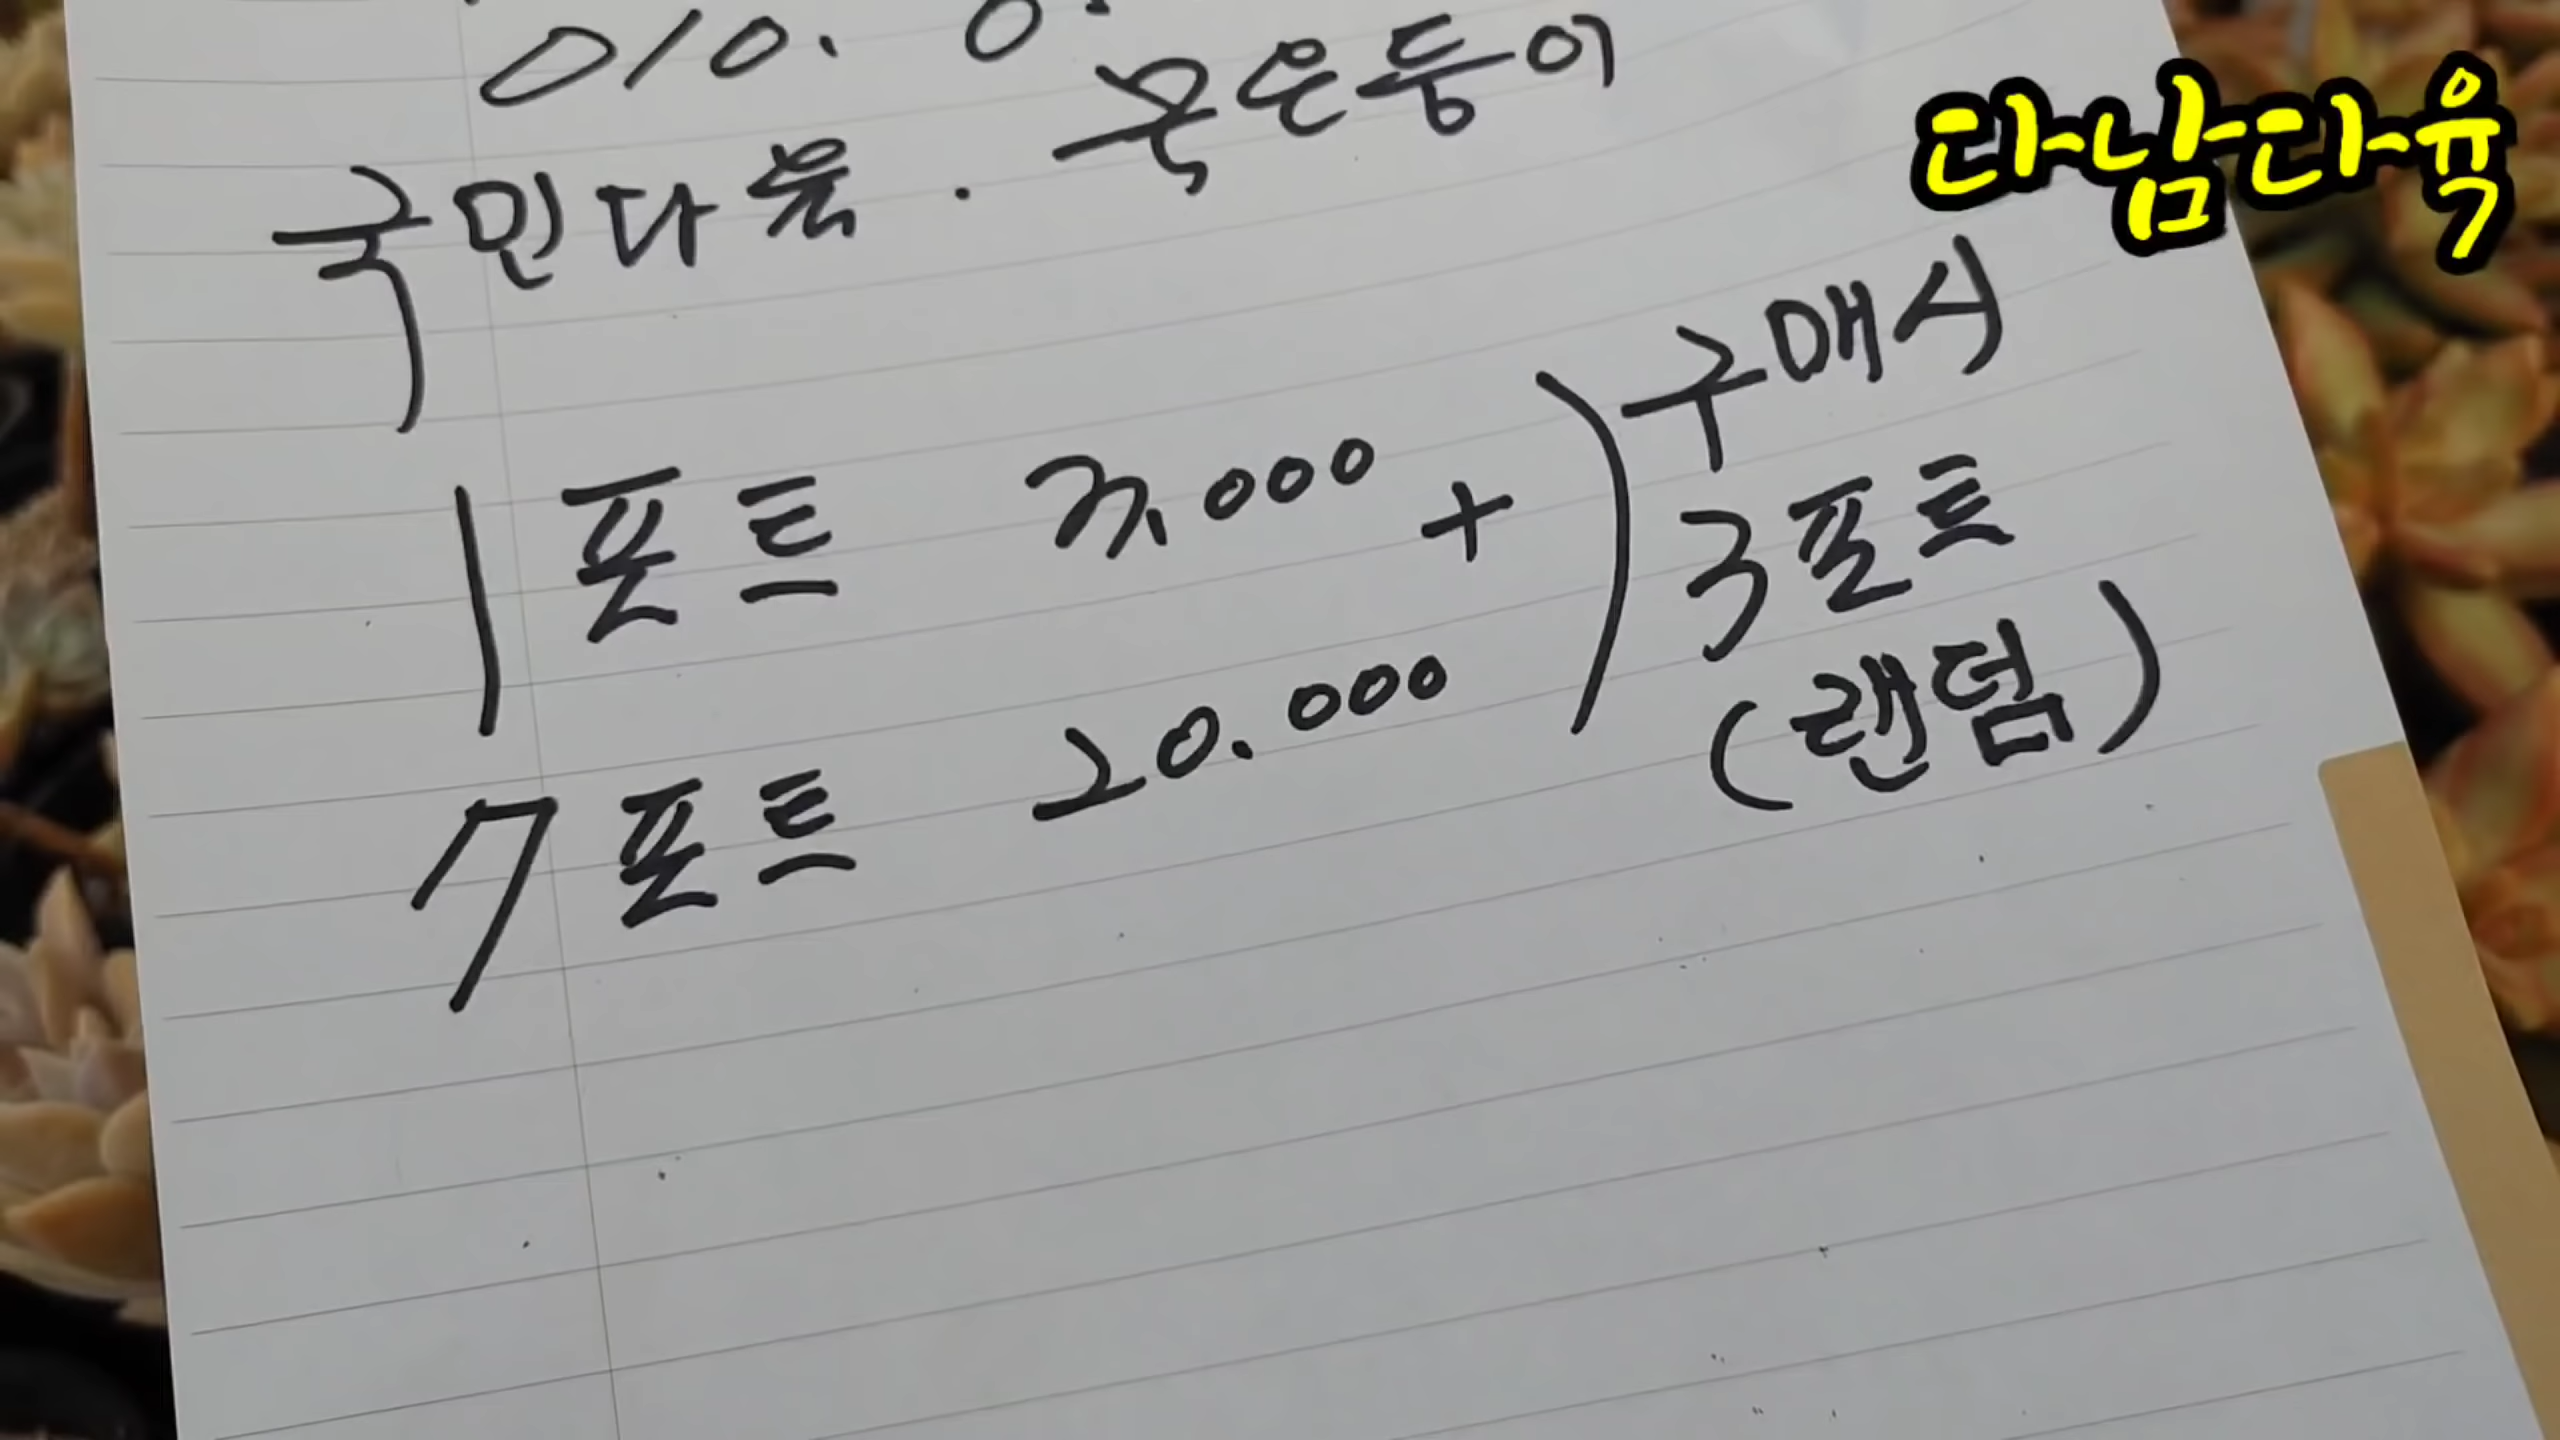 010. 0
국민다육 · 묵은둥이
다남다육
1 포트 3,000 +
7 포트 20.000
구매시
3포트
(랜덤)